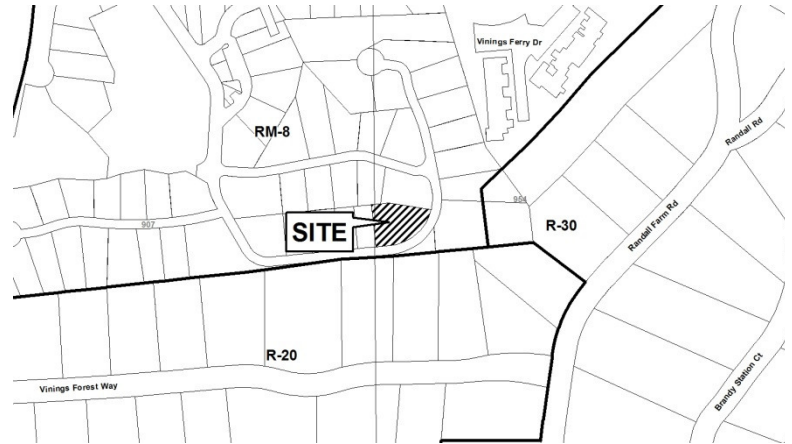 Vinings Ferry Dr
RM-8
Randall Rd
904
907
SITE
R-30
Randall Farm Rd
R-20
Vinings Forest Way
Brandy Station Ct